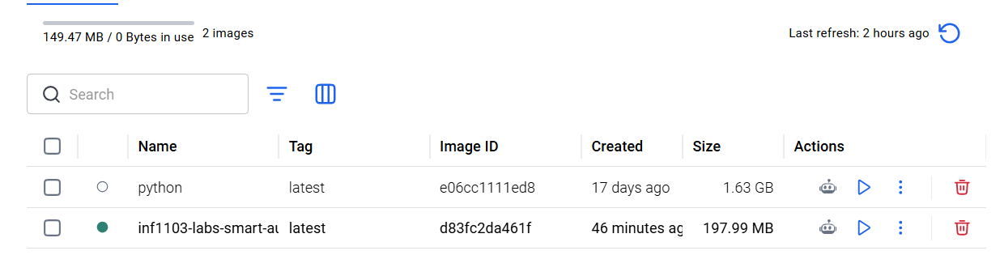 149.47 MB / 0 Bytes in use 2 images Last refresh: 2 hours ago
Search
Name Tag Image ID Created Size Actions
python latest e06cc1111ed8 17 days ago 1.63 GB
inf1103-labs-smart-au latest d83fc2da461f 46 minutes ag 197.99 MB